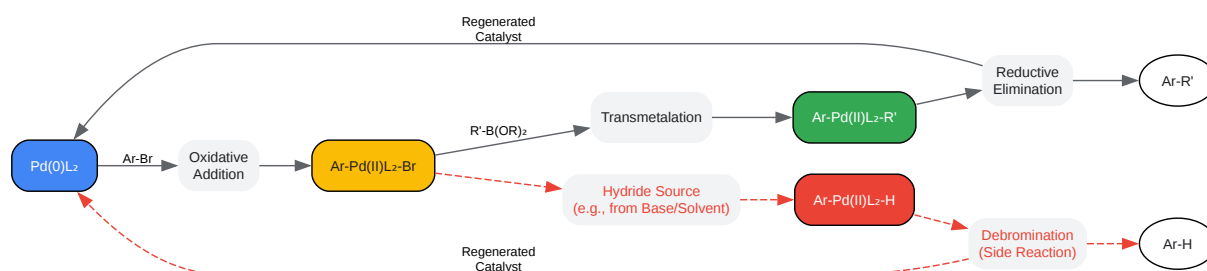 Regenerated
Catalyst
Reductive
Elimination
Ar-R'
Transmetalation
Ar-Pd(II)L₂-R'
R'-B(OR)₂
Pd(0)L₂
Ar-Br
Oxidative
Addition
Ar-Pd(II)L₂-Br
Hydride Source
(e.g., from Base/Solvent)
Ar-Pd(II)L₂-H
Debromination
(Side Reaction)
Ar-H
Regenerated
Catalyst